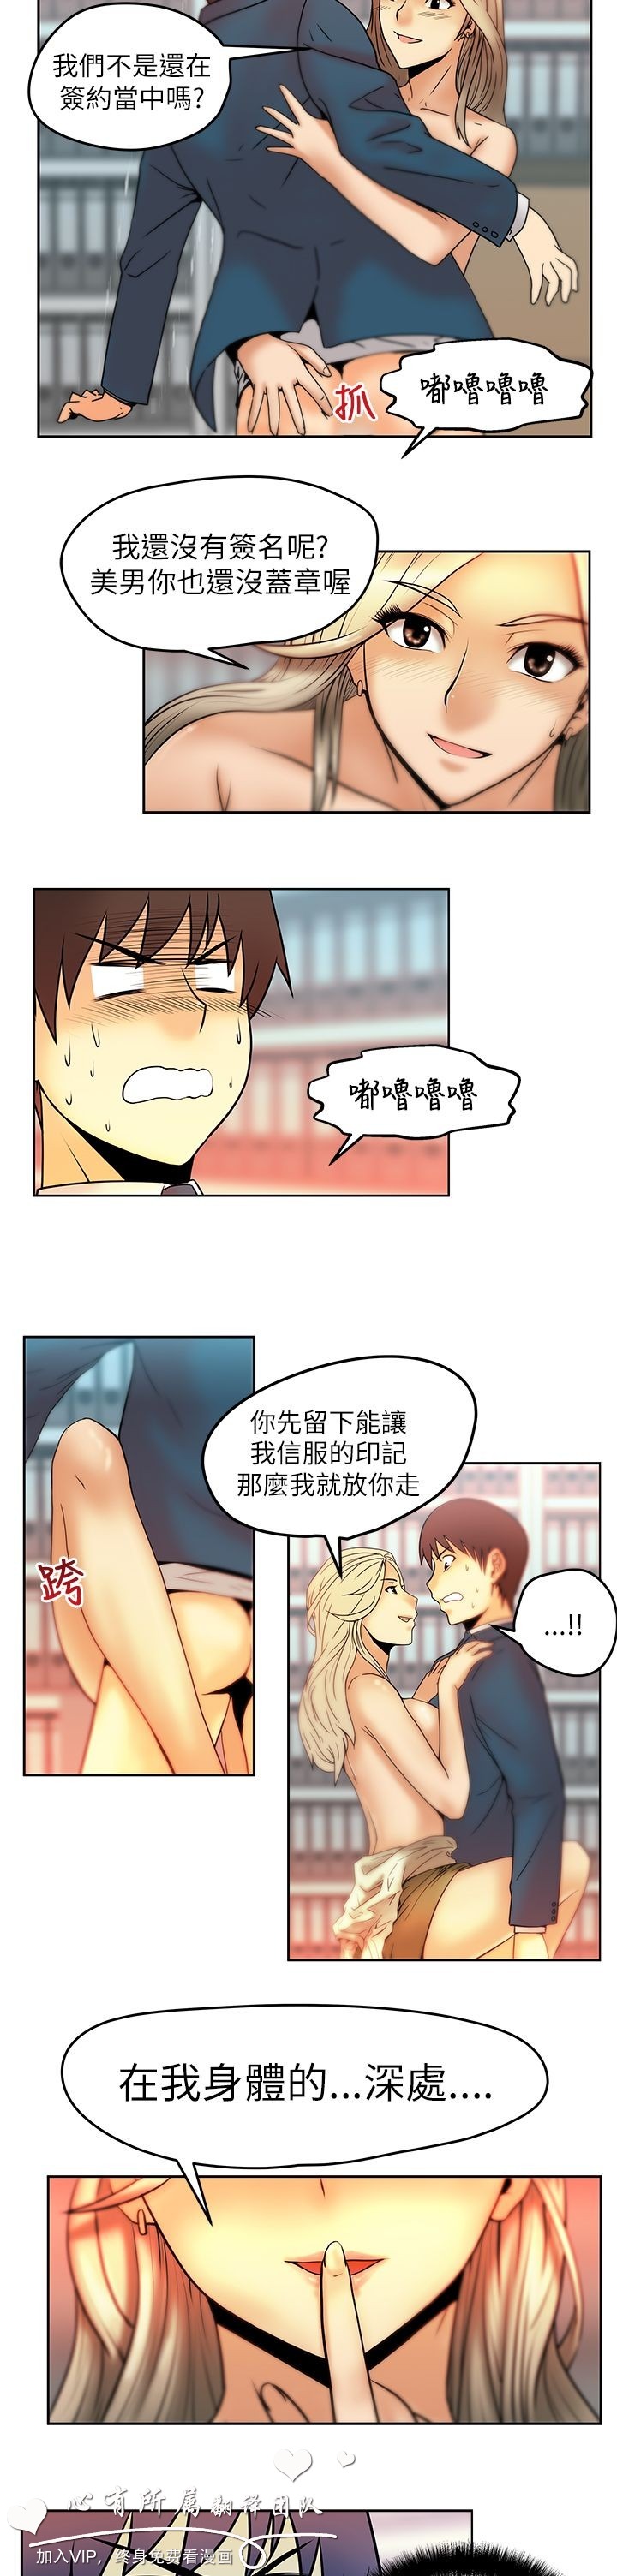 我們不是還在
簽約當中嗎?
抓
嘟嚕嚕嚕
我還沒有簽名呢?
美男你也還沒蓋章喔
嘟嚕嚕嚕
你先留下能讓
我信服的印記
那麼我就放你走
跨
...!!
在我身體的...深處....
心有所属翻译团队
加入VIP，终身免费看漫画